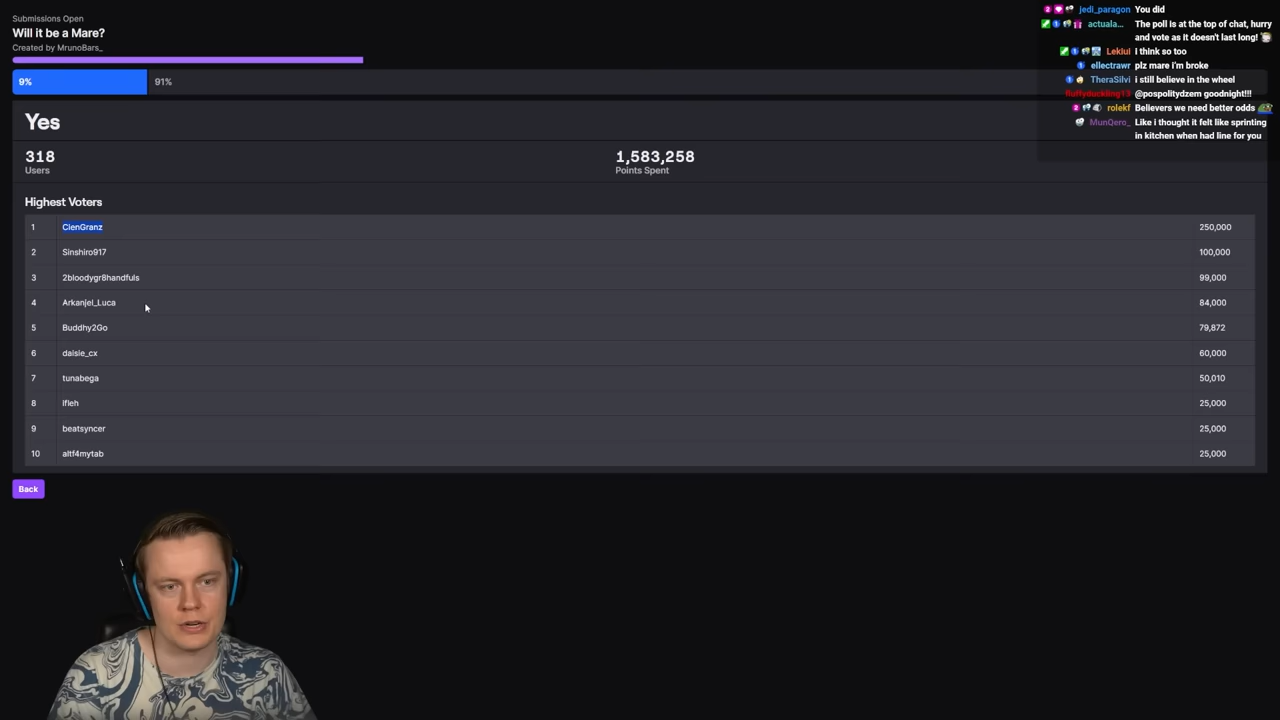 Submissions Open
Will it be a Mare?
Created by MrunoBars_
9%
91%
Yes
318
Users
1,583,258
Points Spent
Highest Voters
1 CienGranz 250,000
2 Sinshiro917 100,000
3 2bloodygr8handfuls 99,000
4 Arkanjel_Luca 84,000
5 Buddhy2Go 79,872
6 daisie_cx 60,000
7 tunabega 50,010
8 lfleh 25,000
9 beatsyncer 25,000
10 altf4mytab 25,000
Back
jedi_paragon You did
actuala... The poll is at the top of chat, hurry
and vote as it doesn't last long!
Lekiui I think so too
ellectrawr plz mare i'm broke
TheraSilvi i still believe in the wheel
fluffyduckling13 @pospolitydzem goodnight!!!
rolekf Believers we need better odds
MunQero_ Like i thought it felt like sprinting
in kitchen when had line for you